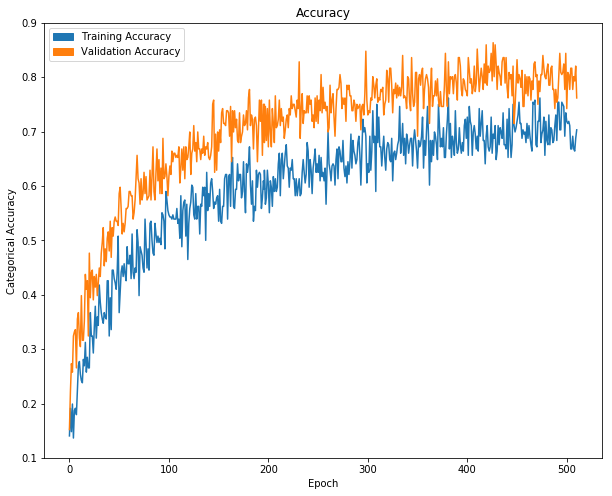 Accuracy
Training Accuracy
Validation Accuracy
Categorical Accuracy
0.9
0.8
0.7
0.6
0.5
0.4
0.3
0.2
0.1
0 100 200 300 400 500
Epoch